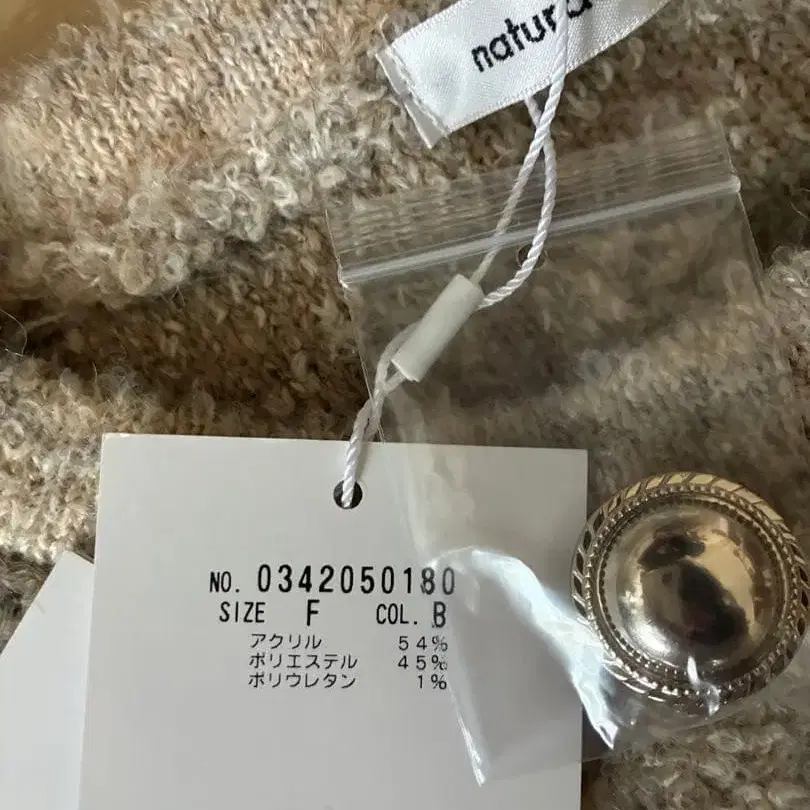 natura
NO. 0342050180
SIZE F COL. B
アクリル 54%
ポリエステル 45%
ポリウレタン 1%